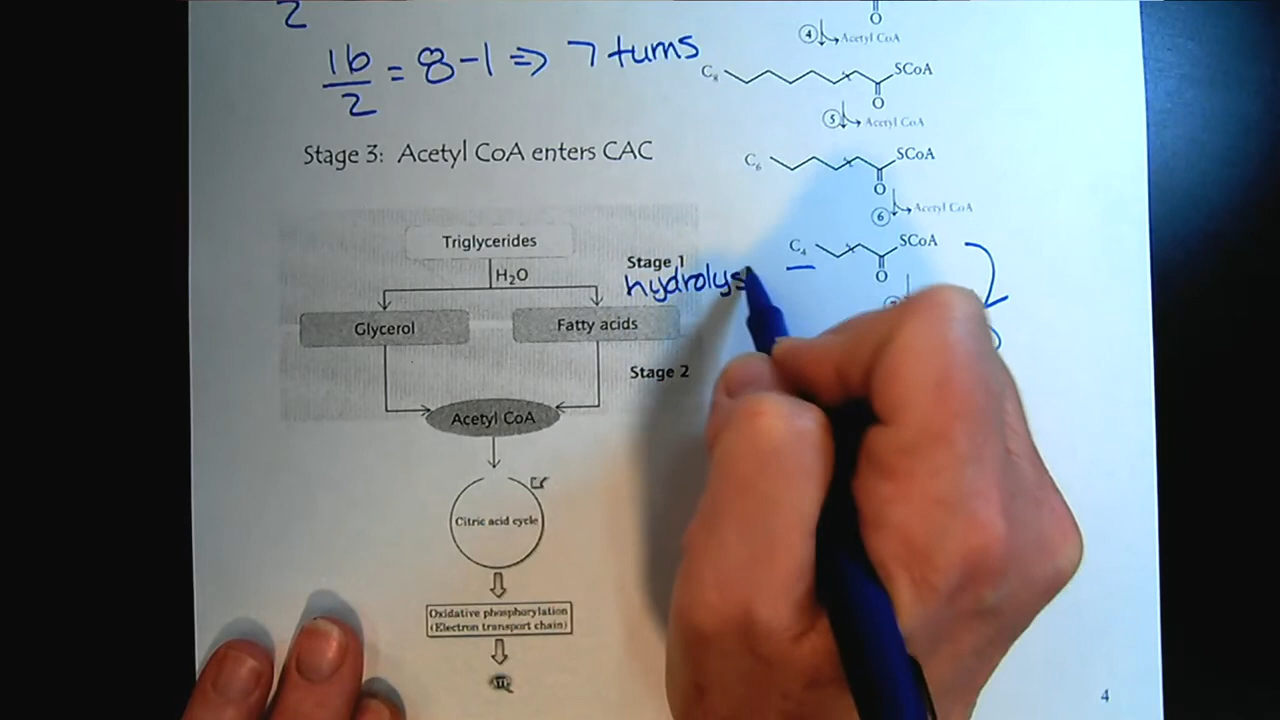 2
16/2 = 8-1 ⇒ 7 turns
Stage 3: Acetyl CoA enters CAC
Triglycerides
H₂O
Stage 1
hydrolys
Glycerol
Fatty acids
Stage 2
Acetyl CoA
Citric acid cycle
Oxidative phosphorylation
(Electron transport chain)
ATP
O
4 Acetyl CoA
C₈ SCoA
O
5 Acetyl CoA
C₆ SCoA
O
6 Acetyl CoA
C₄ SCoA
O
4